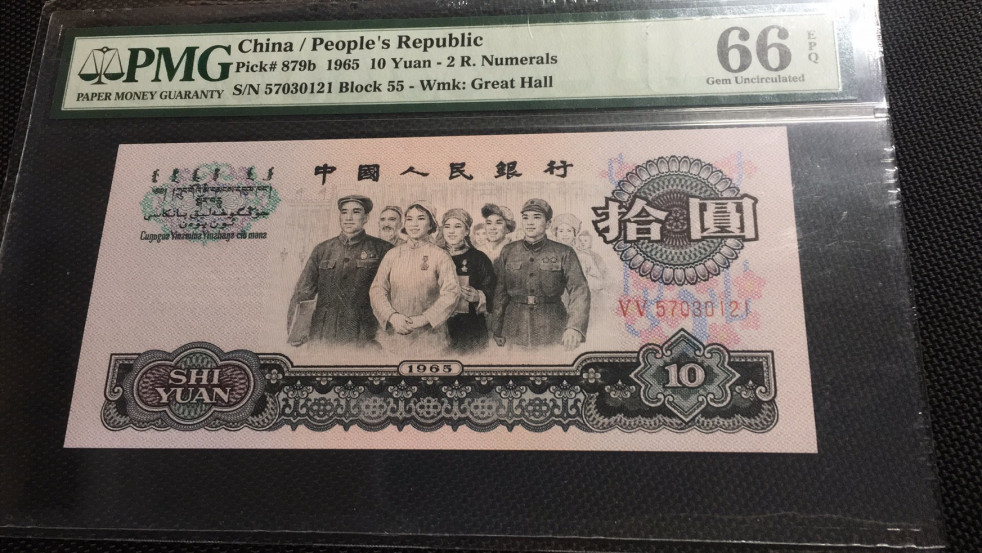 PMG
PAPER MONEY GUARANTY
China / People's Republic
Pick# 879b 1965 10 Yuan - 2 R. Numerals
S/N 57030121 Block 55 - Wmk: Great Hall
66 EPQ
Gem Uncirculated
中國人民銀行
拾圓
VV 57030121
1965
SHI
YUAN
10